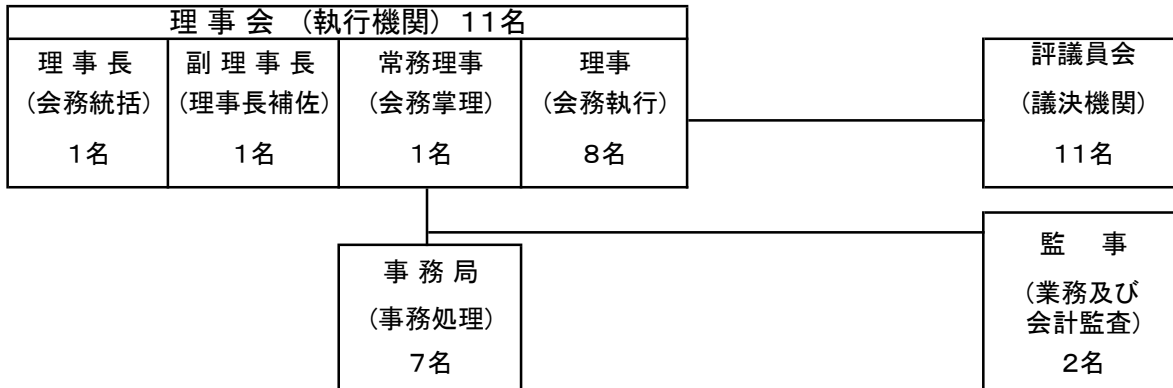 理事会 (執行機関) 11名
理事長
(会務統括)
1名
副理事長
(理事長補佐)
1名
常務理事
(会務掌理)
1名
理事
(会務執行)
8名
評議員会
(議決機関)
11名
事務局
(事務処理)
7名
監 事
(業務及び
会計監査)
2名